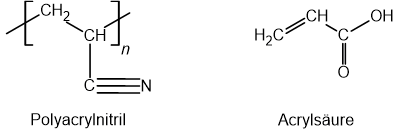 CH2
CH
n
C N
Polyacrylnitril
H2C
CH
C
OH
O
Acrylsäure